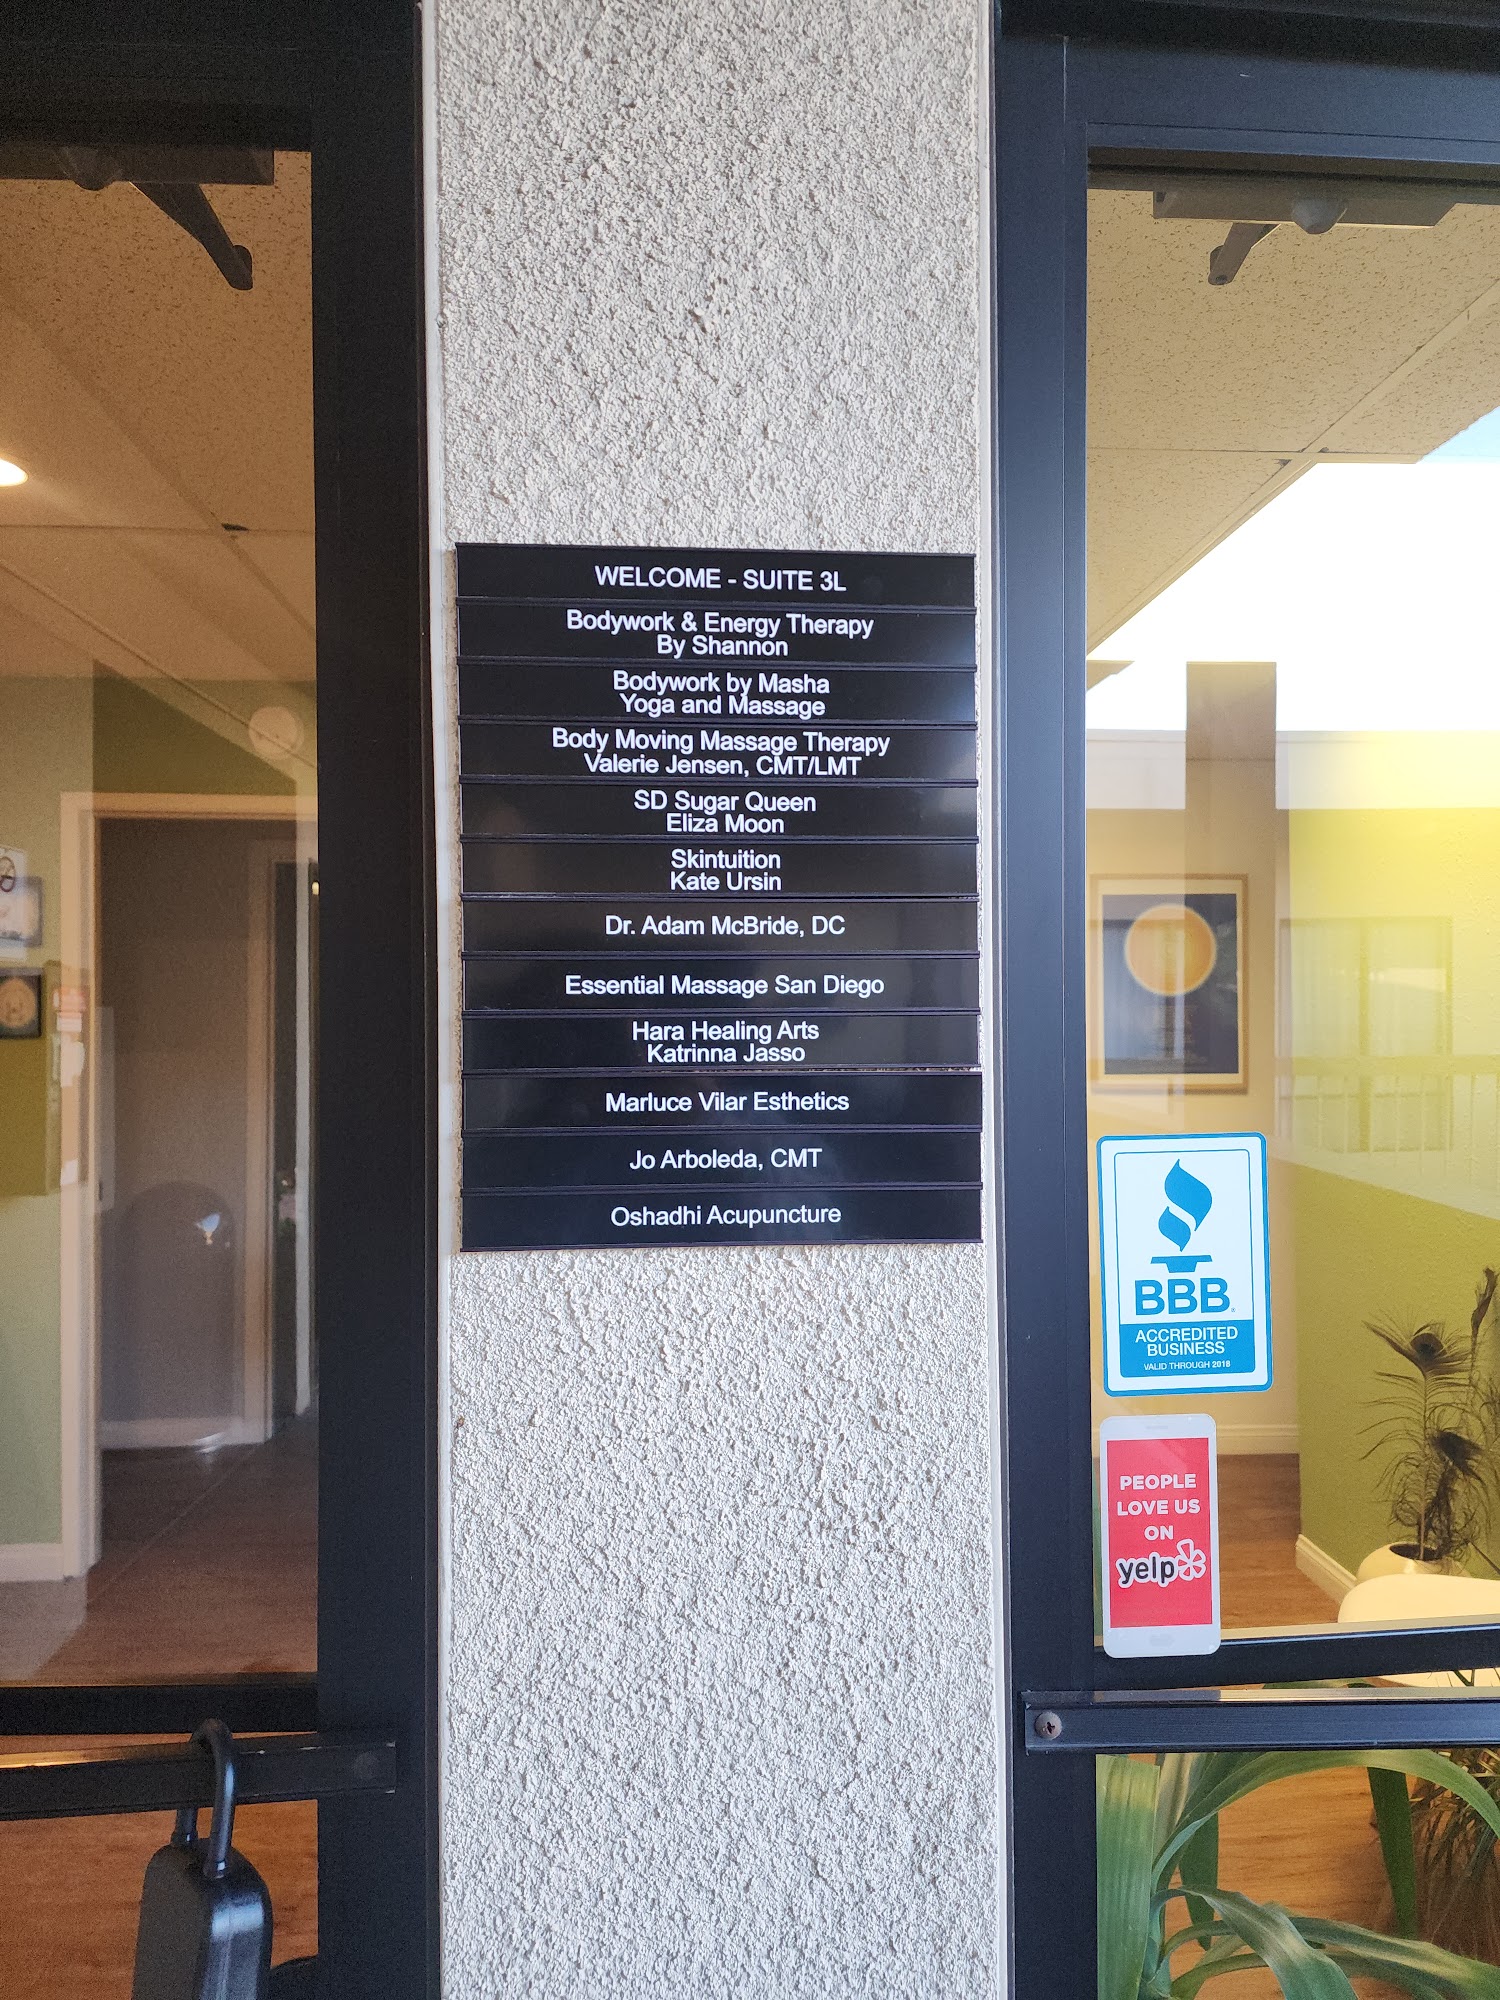 WELCOME - SUITE 3L
Bodywork & Energy Therapy
By Shannon
Bodywork by Masha
Yoga and Massage
Body Moving Massage Therapy
Valerie Jensen, CMT/LMT
SD Sugar Queen
Eliza Moon
Skintuition
Kate Ursin
Dr. Adam McBride, DC
Essential Massage San Diego
Hara Healing Arts
Katrinna Jasso
Marluce Vilar Esthetics
Jo Arboleda, CMT
Oshadhi Acupuncture
BBB
ACCREDITED
BUSINESS
VALID THROUGH 2018
PEOPLE
LOVE US
ON
yelp